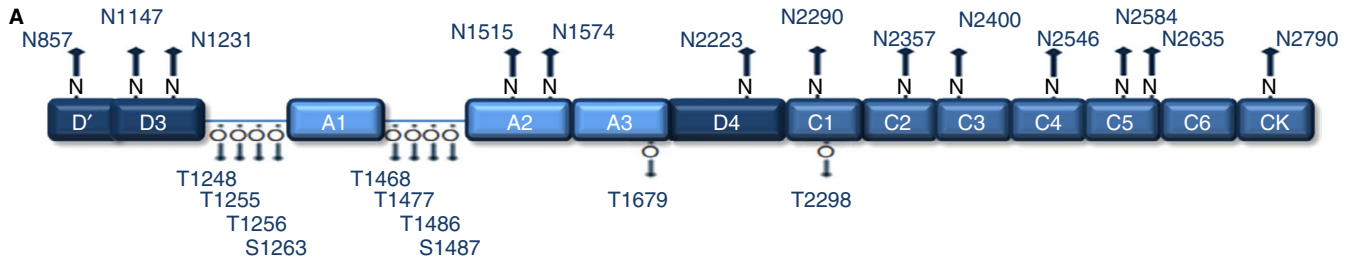 A
N857 N1147 N1231 N1515 N1574 N2223 N2290 N2357 N2400 N2546 N2584 N2635 N2790
N N N N N N N N N N N N N
D′ D3 A1 A2 A3 D4 C1 C2 C3 C4 C5 C6 CK
O O O O O O O O O O
T1248 T1468 T1679 T2298
T1255 T1477
T1256 T1486
S1263 S1487